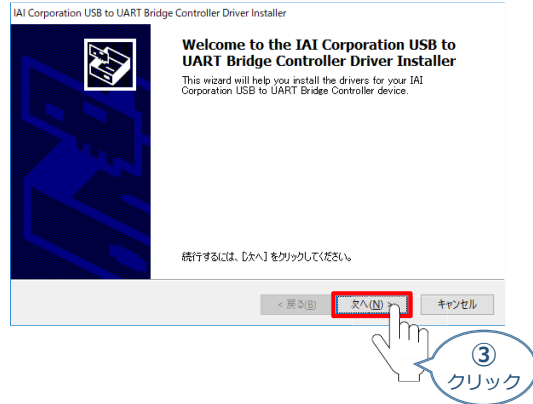 IAI Corporation USB to UART Bridge Controller Driver Installer
Welcome to the IAI Corporation USB to
UART Bridge Controller Driver Installer
This wizard will help you install the drivers for your IAI
Corporation USB to UART Bridge Controller device.
続行するには、[次へ] をクリックしてください。
< 戻る(B)
次へ(N) >
キャンセル
③
クリック